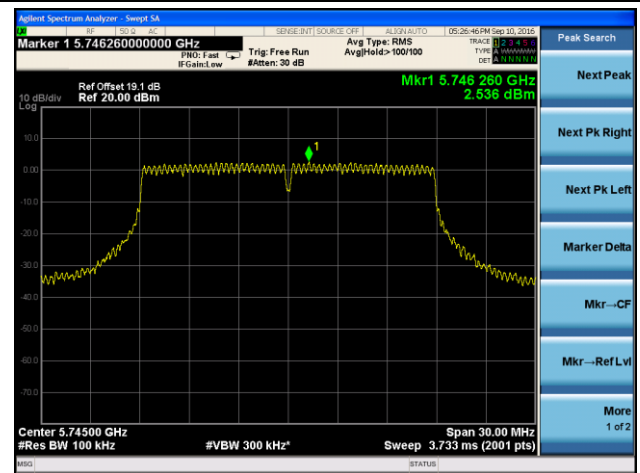 Agilent Spectrum Analyzer - Swept SA
RF 50 Ω AC SENSE:INT SOURCE OFF ALIGN AUTO 05:26:46 PM Sep 10, 2016
Marker 1 5.746260000000 GHz
PNO: Fast
IFGain:Low
Trig: Free Run
#Atten: 30 dB
Avg Type: RMS
Avg|Hold:>100/100
TRACE 1 2 3 4 5 6
TYPE A WWWWW
DET A N N N N N
Peak Search
Mkr1 5.746 260 GHz
2.536 dBm
Ref Offset 19.1 dB
10 dB/div Ref 20.00 dBm
Log
10.0
0.00
-10.0
-20.0
-30.0
-40.0
-50.0
-60.0
-70.0
1
Next Peak
Next Pk Right
Next Pk Left
Marker Delta
Mkr→CF
Mkr→Ref Lvl
More
1 of 2
Center 5.74500 GHz Span 30.00 MHz
#Res BW 100 kHz #VBW 300 kHz* Sweep 3.733 ms (2001 pts)
MSG STATUS